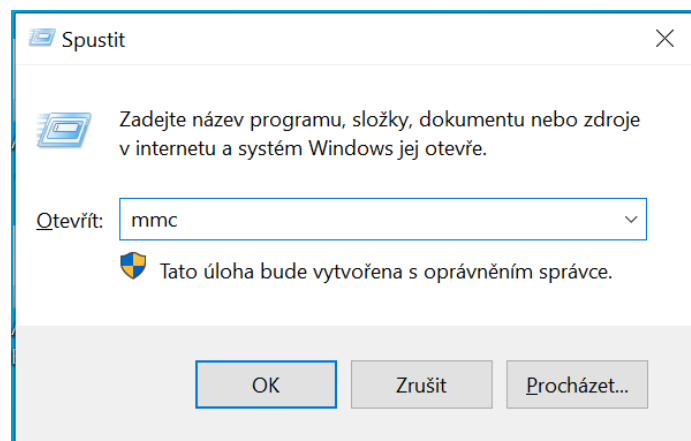 Spustit
Zadejte název programu, složky, dokumentu nebo zdroje
v internetu a systém Windows jej otevře.
Otevřít: mmc
Tato úloha bude vytvořena s oprávněním správce.
OK Zrušit Procházet...